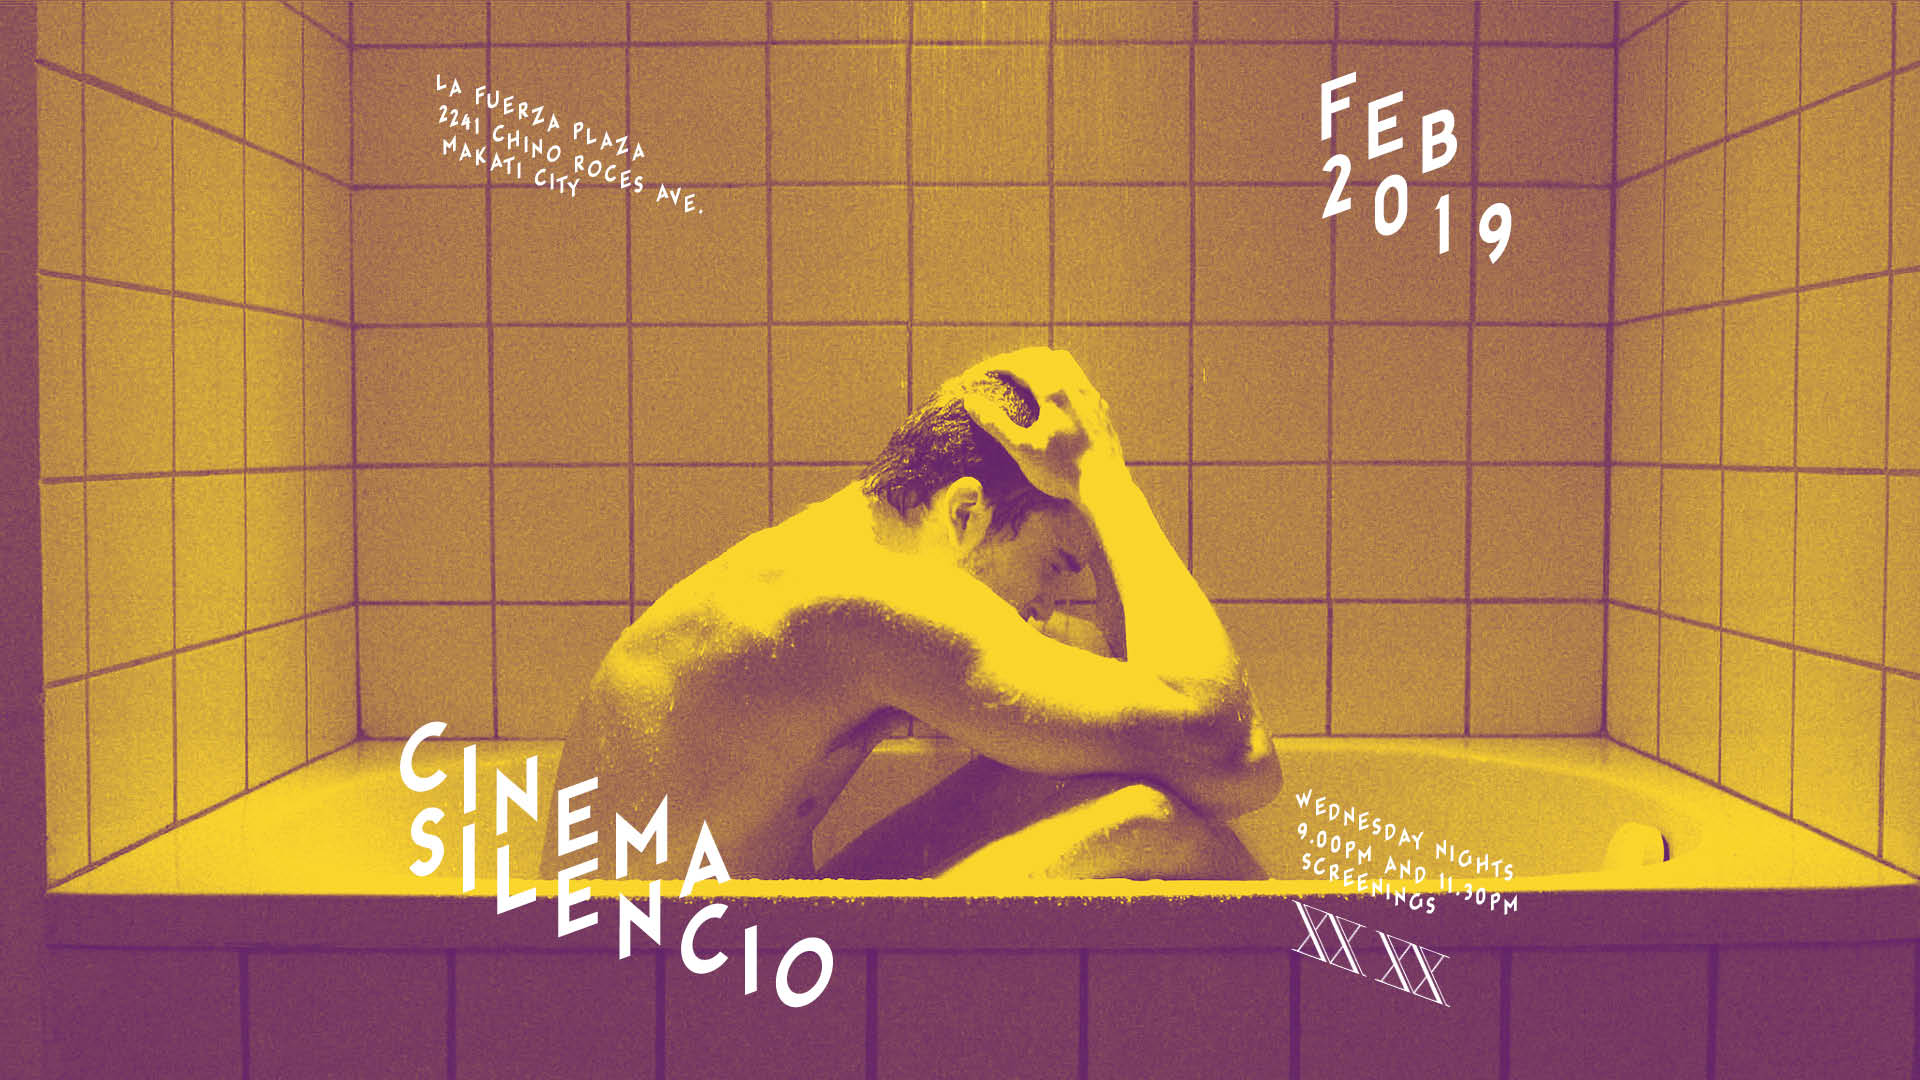 LA FUERZA PLAZA
2241 CHINO ROCES AVE.
MAKATI CITY
FEB
2019
CINEMA
SILENCIO
WEDNESDAY NIGHTS
9.00PM AND 11.30PM
SCREENINGS
XX XX